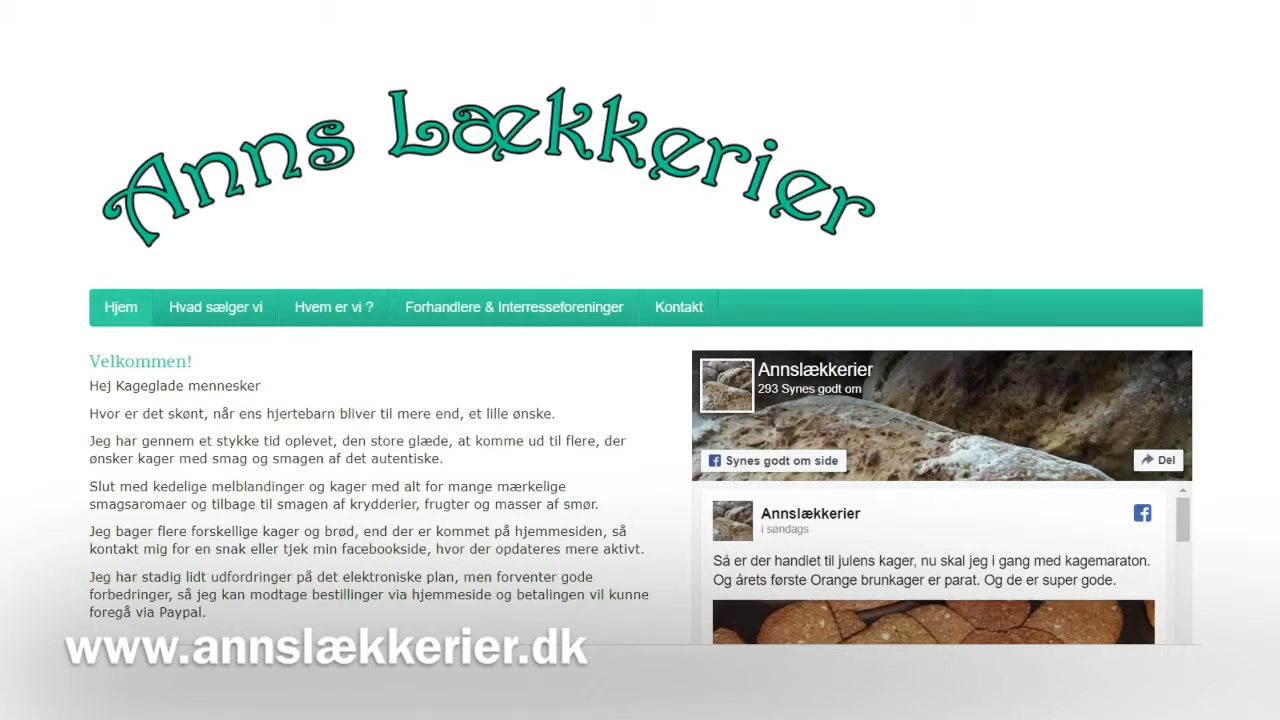 Anns Lækkerier
Hjem
Hvad sælger vi
Hvem er vi ?
Forhandlere & Interresseforeninger
Kontakt
Velkommen!
Hej Kageglade mennesker
Hvor er det skønt, når ens hjertebarn bliver til mere end, et lille ønske.
Jeg har gennem et stykke tid oplevet, den store glæde, at komme ud til flere, der
ønsker kager med smag og smagen af det autentiske.
Slut med kedelige melblandinger og kager med alt for mange mærkelige
smagsaromaer og tilbage til smagen af krydderier, frugter og masser af smør.
Jeg bager flere forskellige kager og brød, end der er kommet på hjemmesiden, så
kontakt mig for en snak eller tjek min facebookside, hvor der opdateres mere aktivt.
Jeg har stadig lidt udfordringer på det elektroniske plan, men forventer gode
forbedringer, så jeg kan modtage bestillinger via hjemmeside og betalingen vil kunne
foregå via Paypal.
Annslækkerier
293 Synes godt om
Synes godt om side
Del
Annslækkerier
i søndags
Så er der handlet til julens kager, nu skal jeg i gang med kagemaraton.
Og årets første Orange brunkager er parat. Og de er super gode.
www.annslækkerier.dk